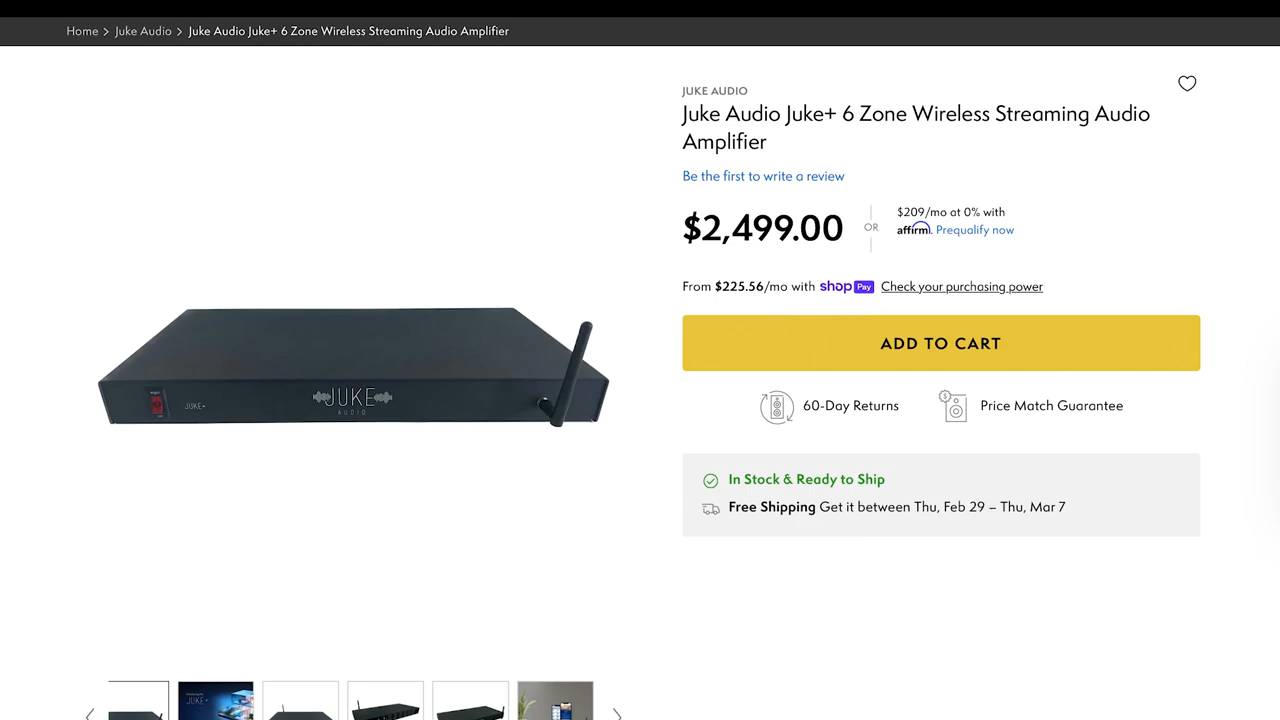 Home > Juke Audio > Juke Audio Juke+ 6 Zone Wireless Streaming Audio Amplifier
JUKE AUDIO
Juke Audio Juke+ 6 Zone Wireless Streaming Audio
Amplifier
Be the first to write a review
$2,499.00
OR
$209/mo at 0% with
affirm. Prequalify now
From $225.56/mo with shop Pay Check your purchasing power
ADD TO CART
60-Day Returns
Price Match Guarantee
In Stock & Ready to Ship
Free Shipping Get it between Thu, Feb 29 – Thu, Mar 7
JUKE+
JUKE
AUDIO
JUKE+